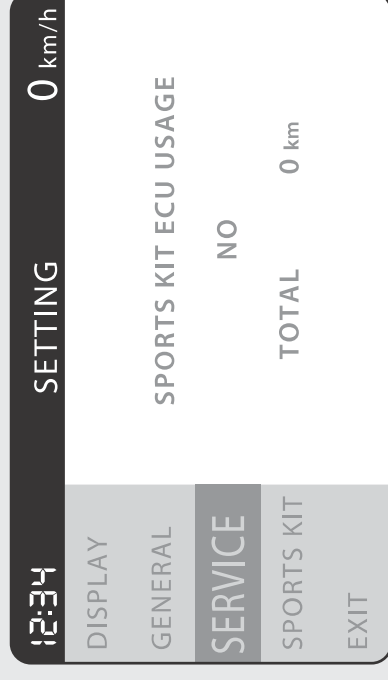 12:34 SETTING 0 km/h
DISPLAY
GENERAL
SERVICE
SPORTS KIT
EXIT
SPORTS KIT ECU USAGE
NO
TOTAL 0 km